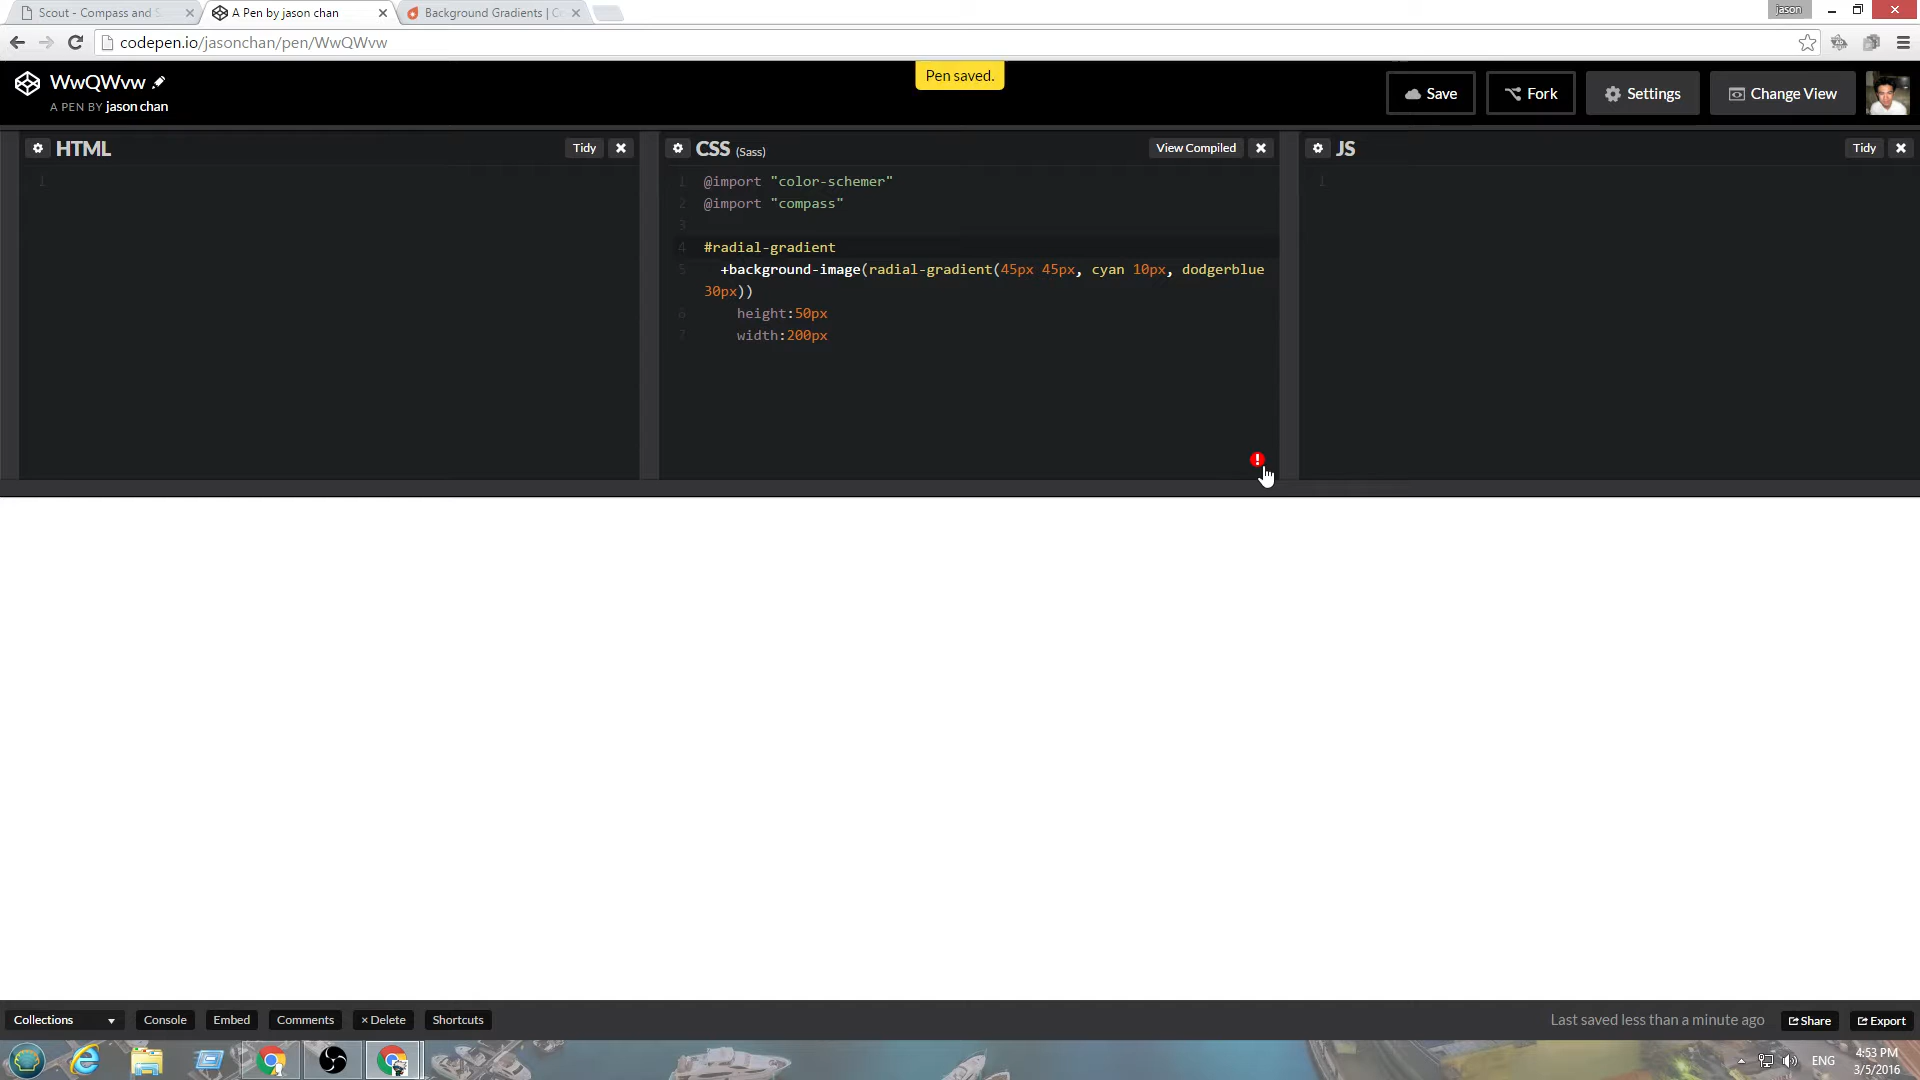 Scout - Compass and S
A Pen by jason chan
Background Gradients | C
jason
codepen.io/jasonchan/pen/WwQWvw
WwQWvw
A PEN BY jason chan
Pen saved.
Save
Fork
Settings
Change View
HTML
Tidy
CSS (Sass)
View Compiled
JS
Tidy
1
1 @import "color-schemer"
2 @import "compass"
3
4 #radial-gradient
5 +background-image(radial-gradient(45px 45px, cyan 10px, dodgerblue
30px))
6 height:50px
7 width:200px
1
Collections
Console
Embed
Comments
× Delete
Shortcuts
Last saved less than a minute ago
Share
Export
ENG
4:53 PM
3/5/2016